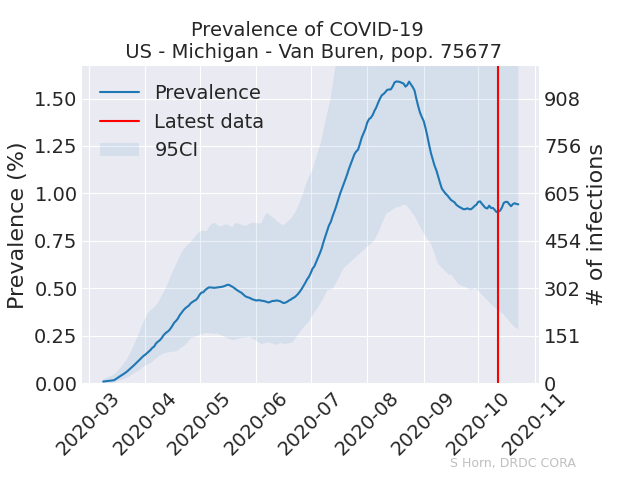 Prevalence of COVID-19
US - Michigan - Van Buren, pop. 75677
Prevalence (%)
1.50
1.25
1.00
0.75
0.50
0.25
0.00
Prevalence
Latest data
95CI
908
756
605
454
302
151
0
# of infections
2020-03
2020-04
2020-05
2020-06
2020-07
2020-08
2020-09
2020-10
2020-11
S Horn, DRDC CORA